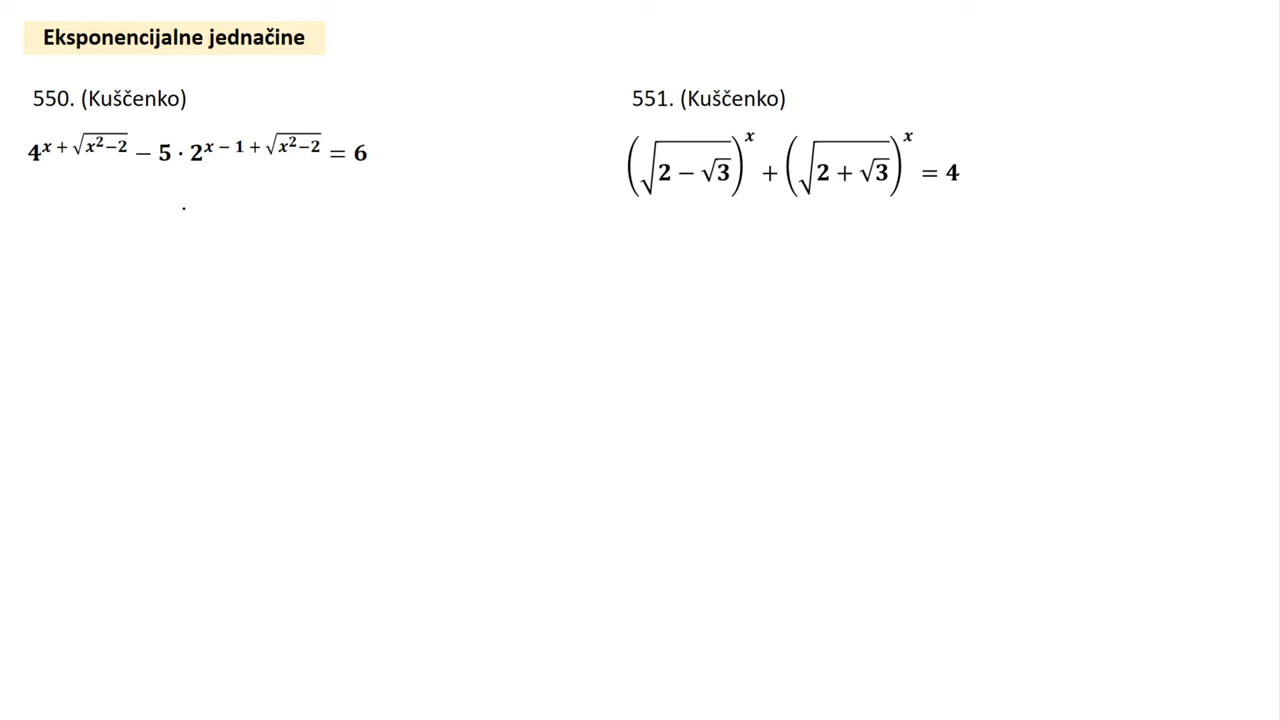 Eksponencijalne jednačine
550. (Kuščenko)
4^{x + √(x²−2)} − 5 · 2^{x − 1 + √(x²−2)} = 6
551. (Kuščenko)
(√(2 − √3))^x + (√(2 + √3))^x = 4